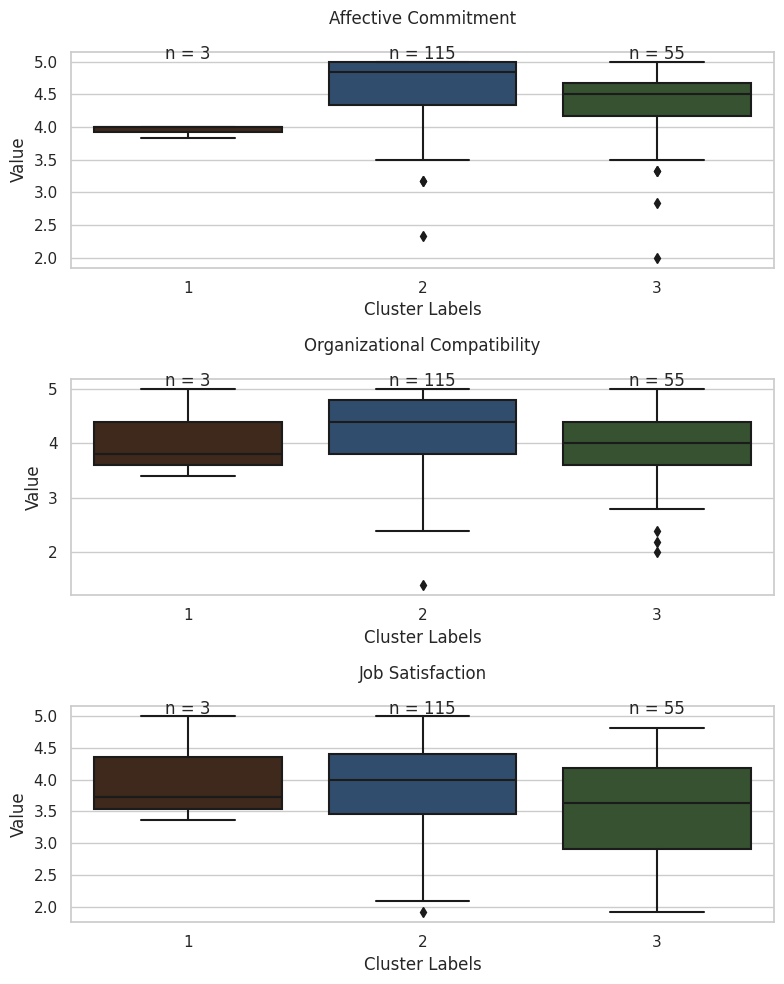 Affective Commitment
n = 3 n = 115 n = 55
5.0
4.5
4.0
3.5
3.0
2.5
2.0
Value
1 2 3
Cluster Labels
Organizational Compatibility
n = 3 n = 115 n = 55
5
4
3
2
Value
1 2 3
Cluster Labels
Job Satisfaction
n = 3 n = 115 n = 55
5.0
4.5
4.0
3.5
3.0
2.5
2.0
Value
1 2 3
Cluster Labels